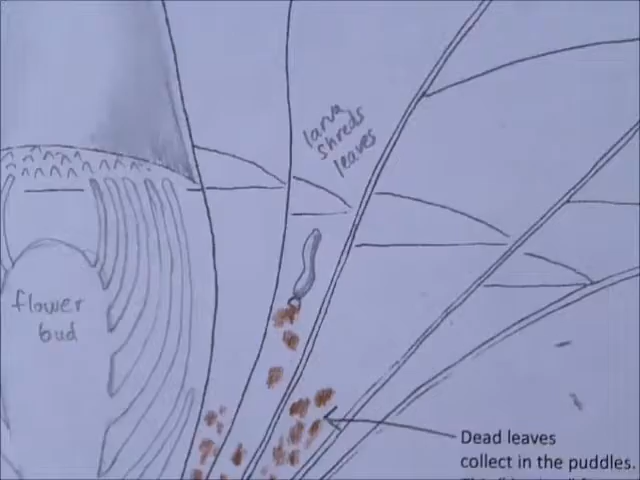 larva
shreds
leaves
flower
bud
Dead leaves
collect in the puddles.